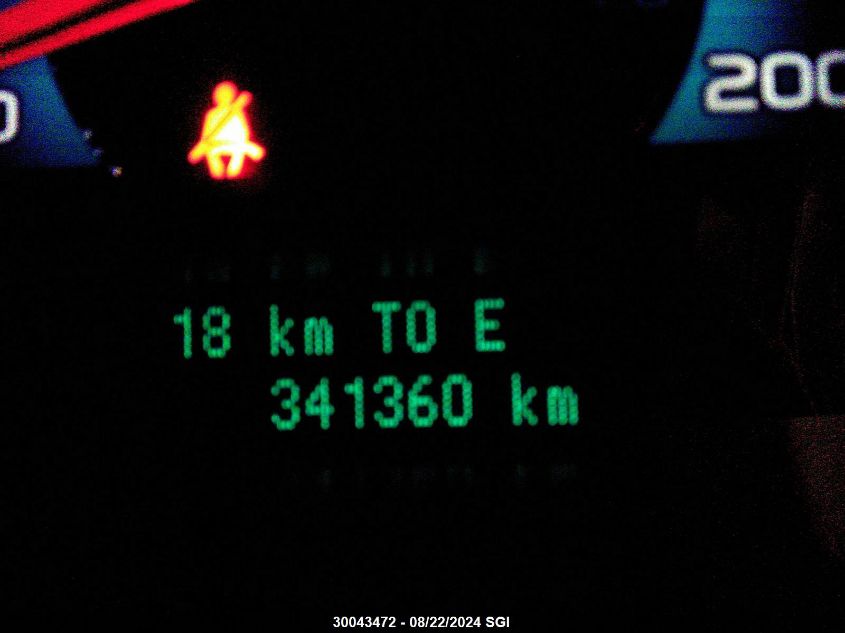 200
18 km TO E
341360 km
30043472 - 08/22/2024 SGI